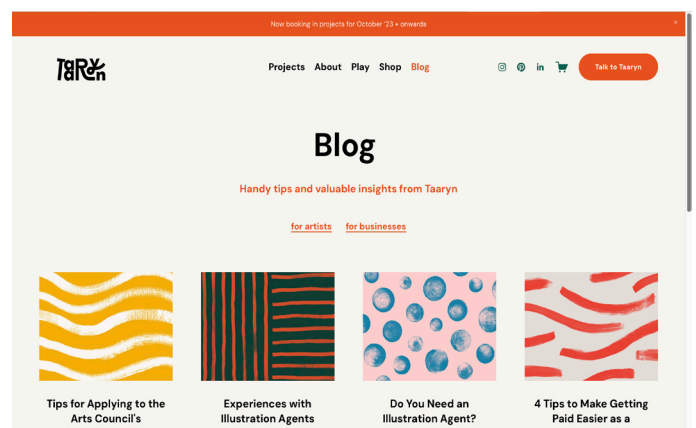 Now booking in projects for October '23 + onwards
×
Taaryn
Projects About Play Shop Blog
in
Talk to Taaryn
Blog
Handy tips and valuable insights from Taaryn
for artists for businesses
Tips for Applying to the
Arts Council's
Experiences with
Illustration Agents
Do You Need an
Illustration Agent?
4 Tips to Make Getting
Paid Easier as a